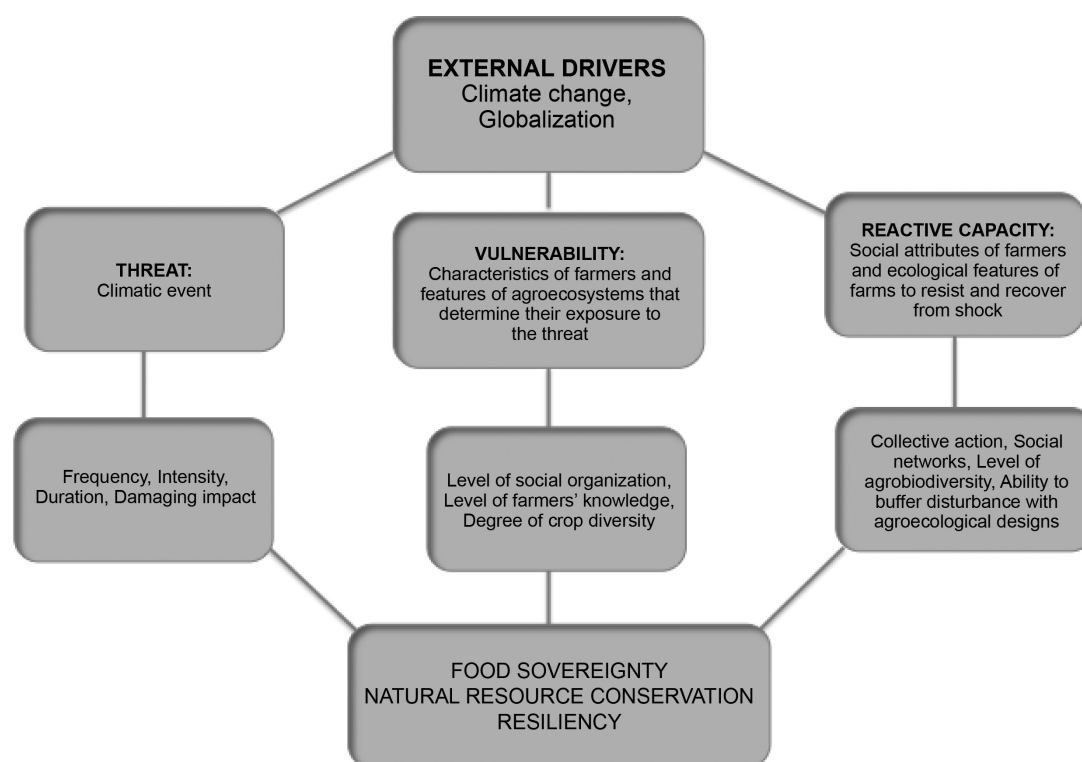 EXTERNAL DRIVERS
Climate change,
Globalization
THREAT:
Climatic event
VULNERABILITY:
Characteristics of farmers and
features of agroecosystems that
determine their exposure to
the threat
REACTIVE CAPACITY:
Social attributes of farmers
and ecological features of
farms to resist and recover
from shock
Frequency, Intensity,
Duration, Damaging impact
Level of social organization,
Level of farmers’ knowledge,
Degree of crop diversity
Collective action, Social
networks, Level of
agrobiodiversity, Ability to
buffer disturbance with
agroecological designs
FOOD SOVEREIGNTY
NATURAL RESOURCE CONSERVATION
RESILIENCY